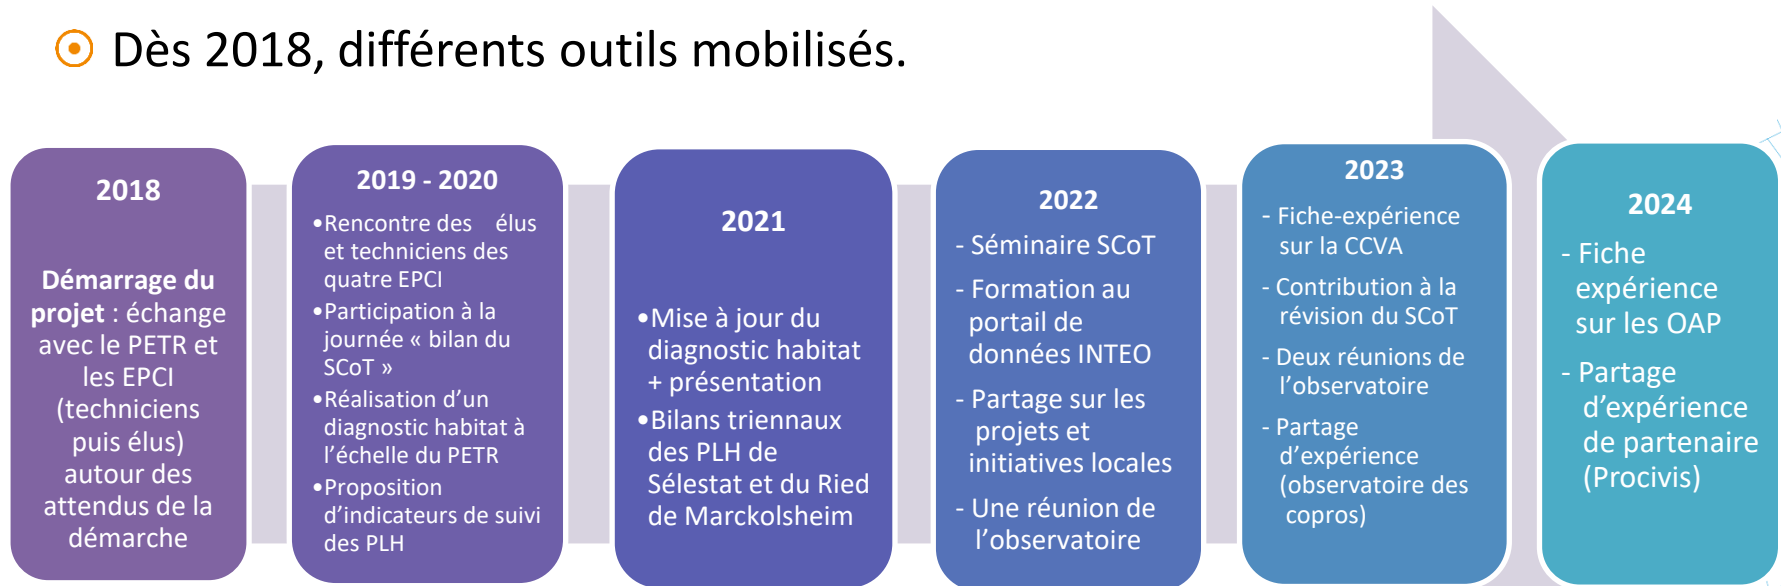 Dès 2018, différents outils mobilisés.
2018
Démarrage du
projet : échange
avec le PETR et
les EPCI
(techniciens
puis élus)
autour des
attendus de la
démarche
2019 - 2020
•Rencontre des élus
et techniciens des
quatre EPCI
•Participation à la
journée « bilan du
SCoT »
•Réalisation d’un
diagnostic habitat à
l’échelle du PETR
•Proposition
d’indicateurs de suivi
des PLH
2021
•Mise à jour du
diagnostic habitat
+ présentation
•Bilans triennaux
des PLH de
Sélestat et du Ried
de Marckolsheim
2022
- Séminaire SCoT
- Formation au
portail de
données INTEO
- Partage sur les
projets et
initiatives locales
- Une réunion de
l’observatoire
2023
- Fiche-expérience
sur la CCVA
- Contribution à la
révision du SCoT
- Deux réunions de
l’observatoire
- Partage
d’expérience
(observatoire des
copros)
2024
- Fiche
expérience
sur les OAP
- Partage
d’expérience
de partenaire
(Procivis)